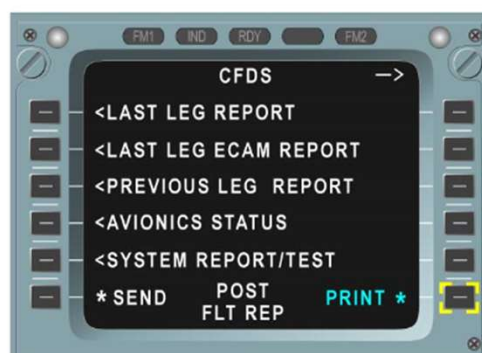 FM1 IND RDY FM2
CFDS –>
<LAST LEG REPORT
<LAST LEG ECAM REPORT
<PREVIOUS LEG REPORT
<AVIONICS STATUS
<SYSTEM REPORT/TEST
* SEND POST PRINT *
FLT REP